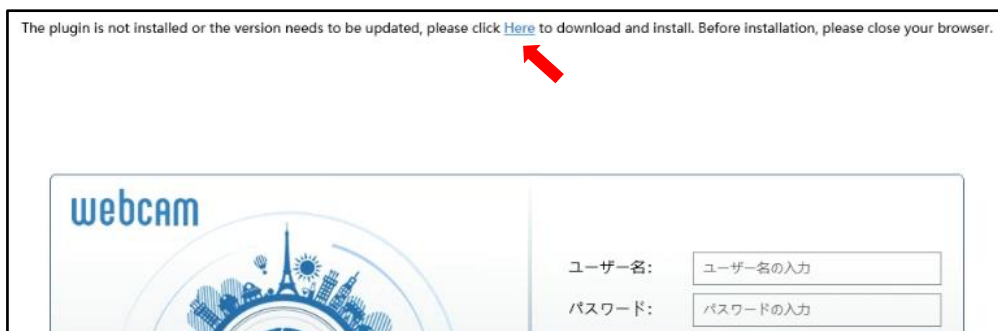 The plugin is not installed or the version needs to be updated, please click Here to download and install. Before installation, please close your browser.
webcam
ユーザー名: ユーザー名の入力
パスワード: パスワードの入力